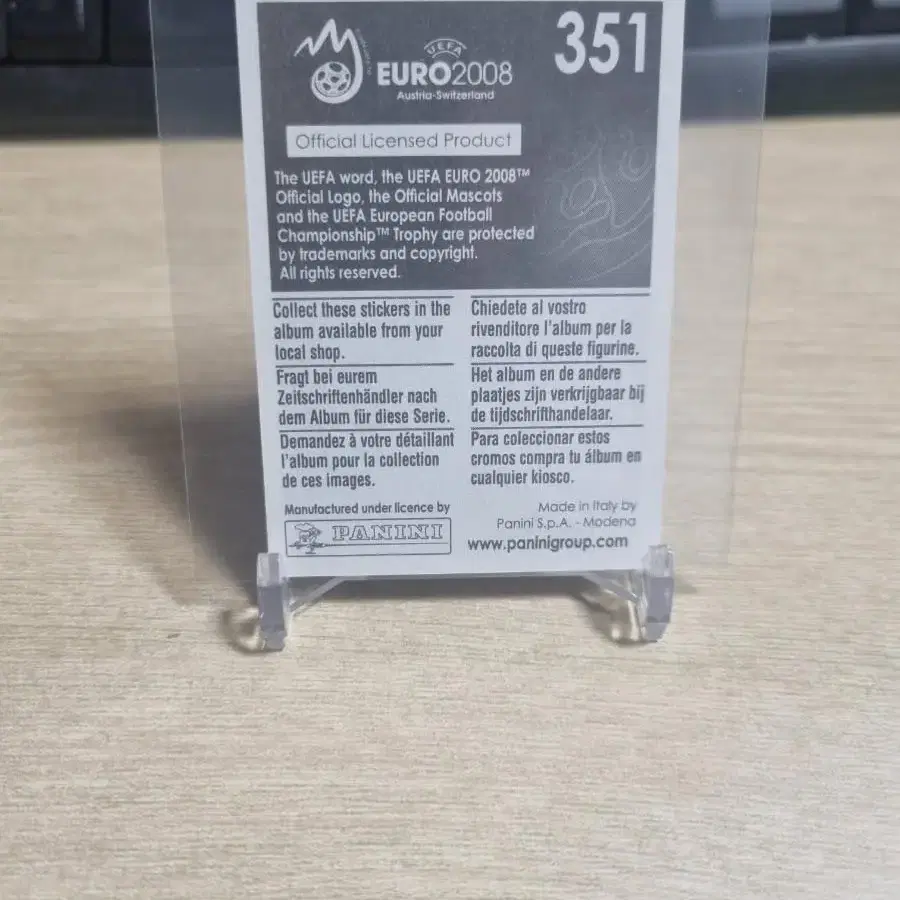 351
UEFA
EURO2008
Austria-Switzerland
Official Licensed Product
The UEFA word, the UEFA EURO 2008™
Official Logo, the Official Mascots
and the UEFA European Football
Championship™ Trophy are protected
by trademarks and copyright.
All rights reserved.
Collect these stickers in the
album available from your
local shop.
Chiedete al vostro
rivenditore l'album per la
raccolta di queste figurine.
Fragt bei eurem
Zeitschriftenhändler nach
dem Album für diese Serie.
Het album en de andere
plaatjes zijn verkrijgbaar bij
de tijdschrifthandelaar.
Demandez à votre détaillant
l'album pour la collection
de ces images.
Para coleccionar estos
cromos compra tu álbum en
cualquier kiosco.
Manufactured under licence by
PANINI
Made in Italy by
Panini S.p.A. - Modena
www.paninigroup.com